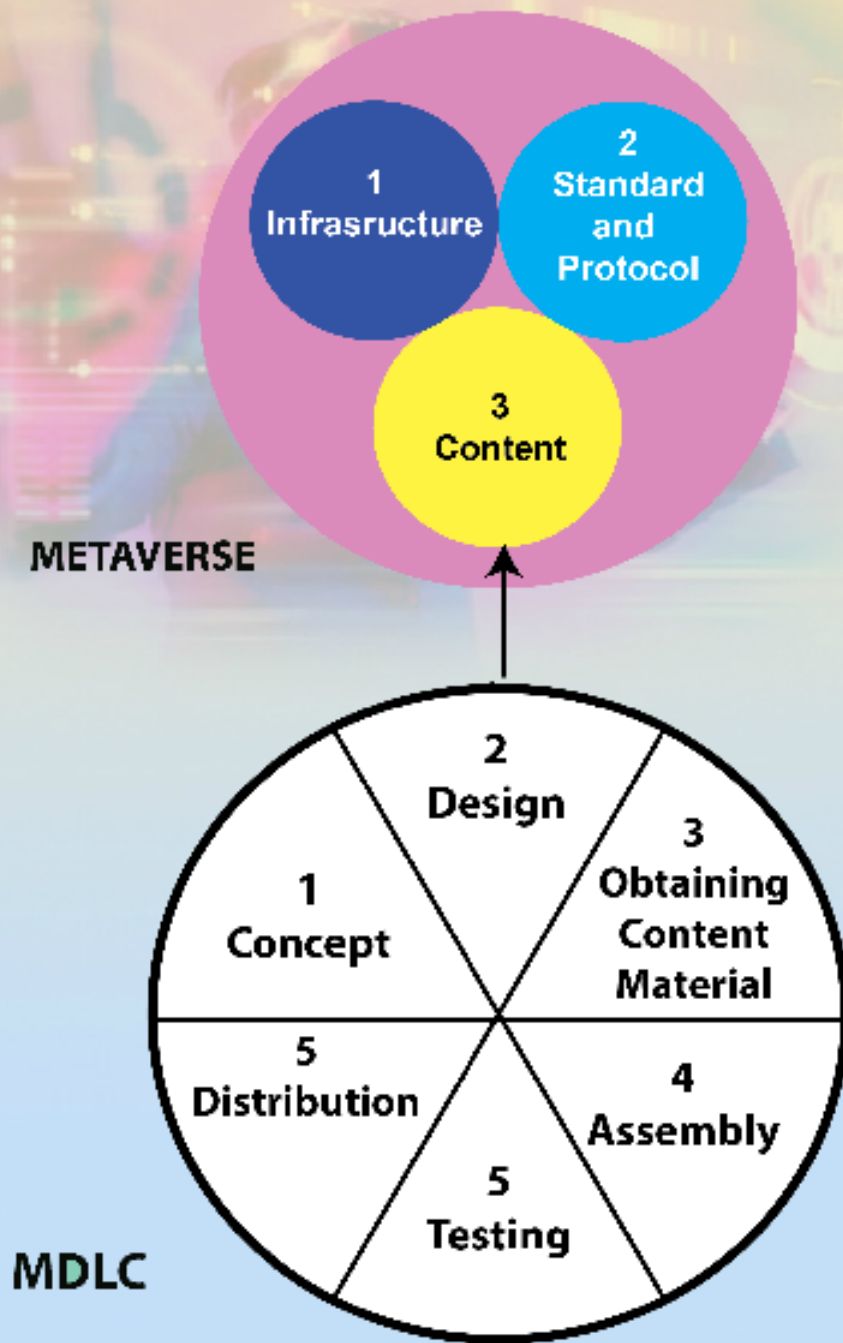 1
Infrasructure
2
Standard
and
Protocol
3
Content
METAVERSE
2
Design
3
Obtaining
Content
Material
1
Concept
5
Distribution
4
Assembly
5
Testing
MDLC